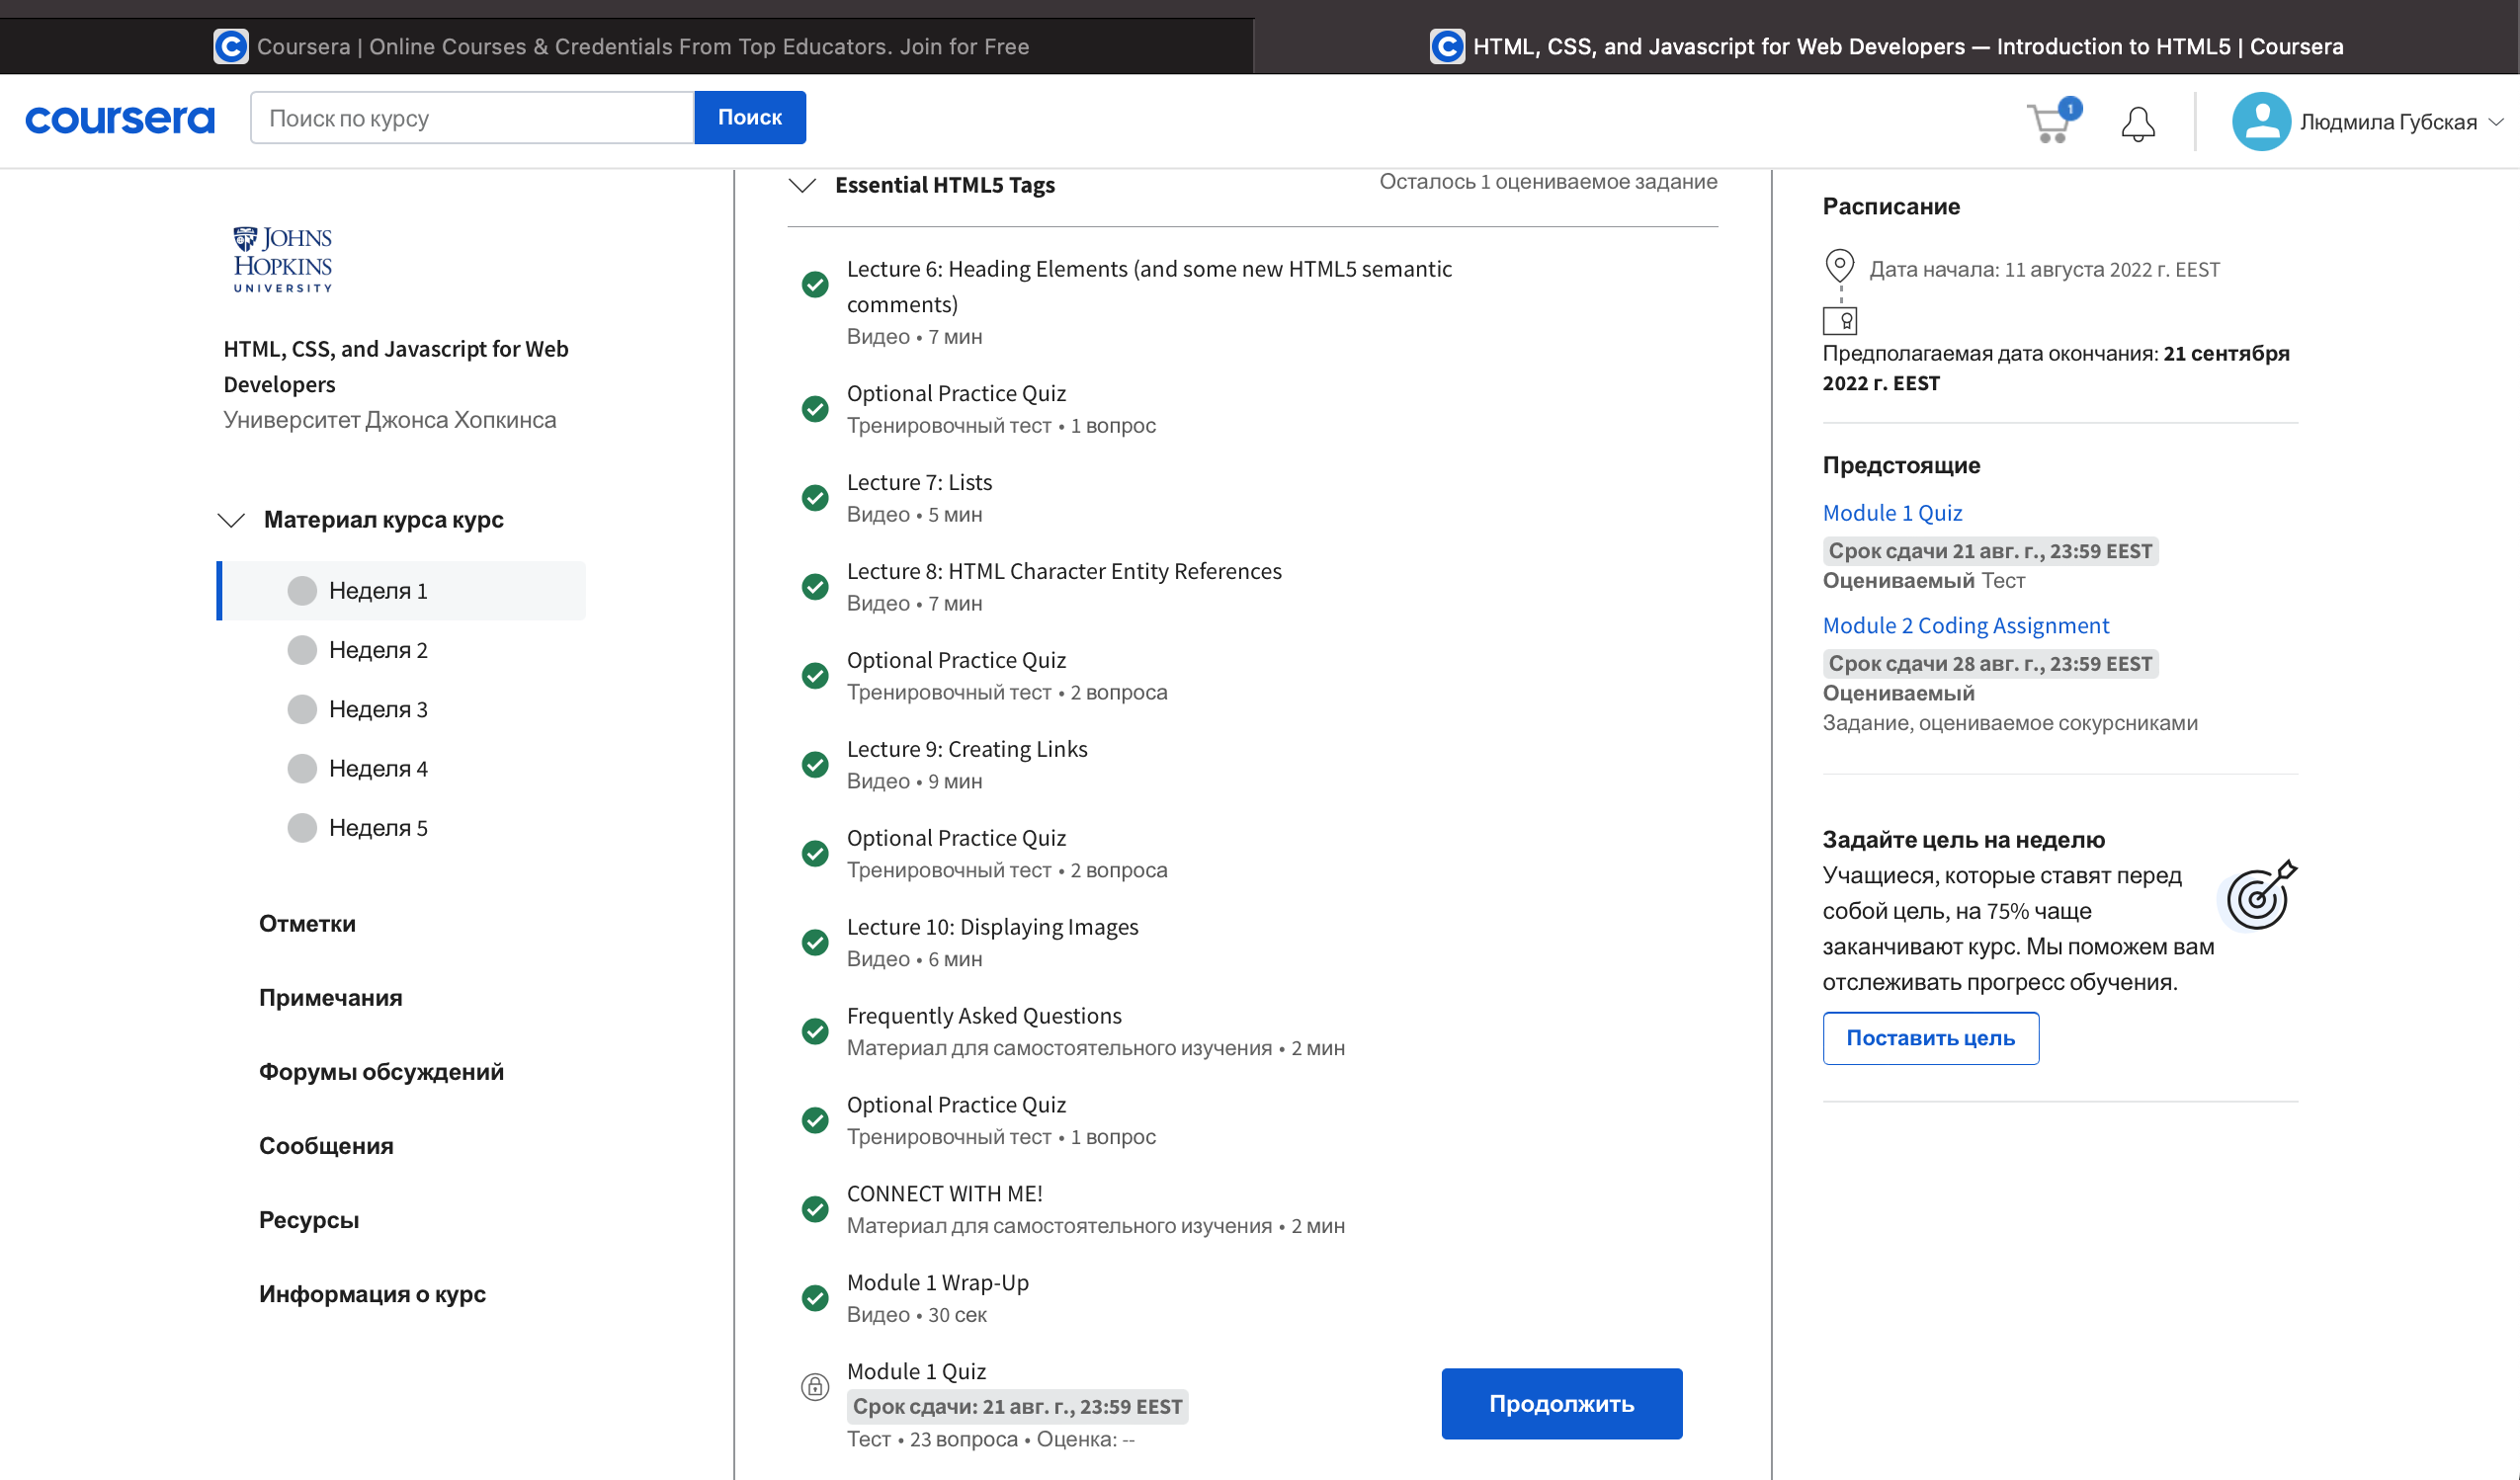 Coursera | Online Courses & Credentials From Top Educators. Join for Free
HTML, CSS, and Javascript for Web Developers — Introduction to HTML5 | Coursera
coursera
Поиск по курсу
Поиск
1
Людмила Губская
JOHNS
HOPKINS
UNIVERSITY
HTML, CSS, and Javascript for Web
Developers
Университет Джонса Хопкинса
Материал курса курс
Неделя 1
Неделя 2
Неделя 3
Неделя 4
Неделя 5
Отметки
Примечания
Форумы обсуждений
Сообщения
Ресурсы
Информация о курс
Essential HTML5 Tags
Осталось 1 оцениваемое задание
Lecture 6: Heading Elements (and some new HTML5 semantic
comments)
Видео • 7 мин
Optional Practice Quiz
Тренировочный тест • 1 вопрос
Lecture 7: Lists
Видео • 5 мин
Lecture 8: HTML Character Entity References
Видео • 7 мин
Optional Practice Quiz
Тренировочный тест • 2 вопроса
Lecture 9: Creating Links
Видео • 9 мин
Optional Practice Quiz
Тренировочный тест • 2 вопроса
Lecture 10: Displaying Images
Видео • 6 мин
Frequently Asked Questions
Материал для самостоятельного изучения • 2 мин
Optional Practice Quiz
Тренировочный тест • 1 вопрос
CONNECT WITH ME!
Материал для самостоятельного изучения • 2 мин
Module 1 Wrap-Up
Видео • 30 сек
Module 1 Quiz
Срок сдачи: 21 авг. г., 23:59 EEST
Тест • 23 вопроса • Оценка: --
Продолжить
Расписание
Дата начала: 11 августа 2022 г. EEST
Предполагаемая дата окончания: 21 сентября
2022 г. EEST
Предстоящие
Module 1 Quiz
Срок сдачи 21 авг. г., 23:59 EEST
Оцениваемый Тест
Module 2 Coding Assignment
Срок сдачи 28 авг. г., 23:59 EEST
Оцениваемый
Задание, оцениваемое сокурсниками
Задайте цель на неделю
Учащиеся, которые ставят перед
собой цель, на 75% чаще
заканчивают курс. Мы поможем вам
отслеживать прогресс обучения.
Поставить цель